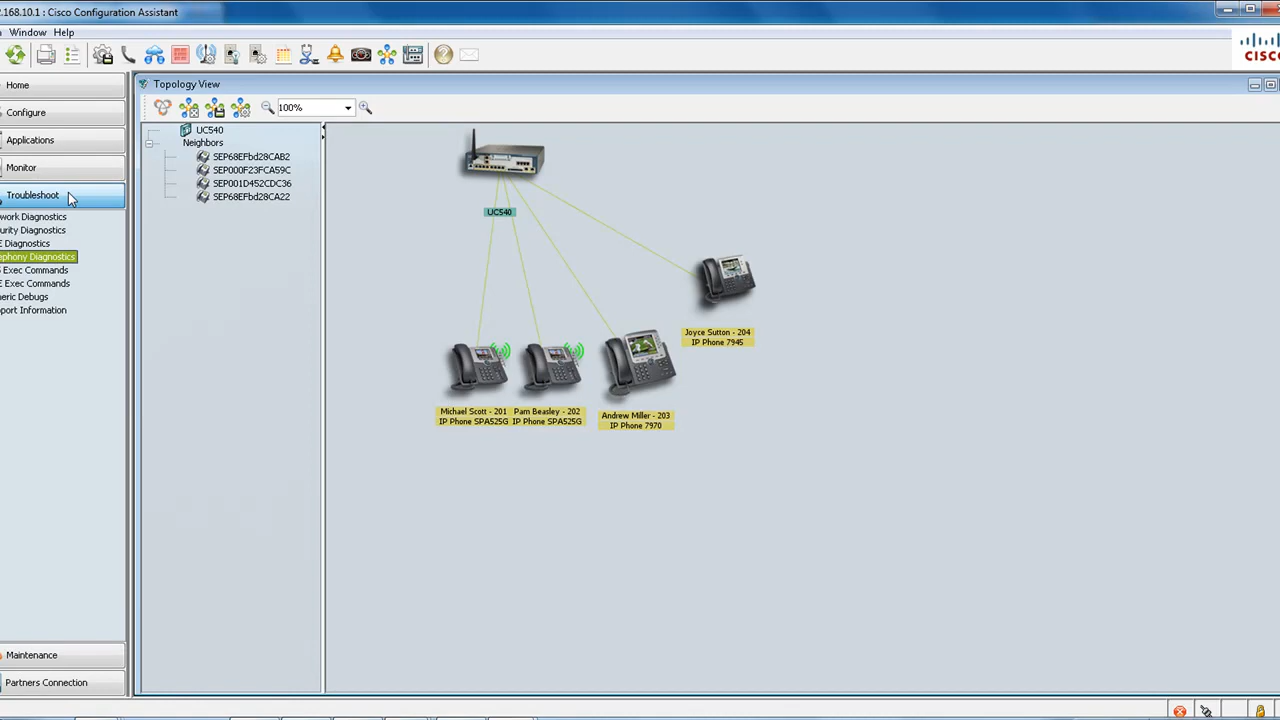 .168.10.1 : Cisco Configuration Assistant
Window Help
CISCO
Home
Configure
Applications
Monitor
Troubleshoot
work Diagnostics
urity Diagnostics
E Diagnostics
ephony Diagnostics
Exec Commands
E Exec Commands
neric Debugs
port Information
Maintenance
Partners Connection
Topology View
100%
UC540
Neighbors
SEP68EFbd28CAB2
SEP000F23FCA59C
SEP001D452CDC36
SEP68EFbd28CA22
UC540
Joyce Sutton - 204
IP Phone 7945
Michael Scott - 201
IP Phone SPA525G
Pam Beasley - 202
IP Phone SPA525G
Andrew Miller - 203
IP Phone 7970